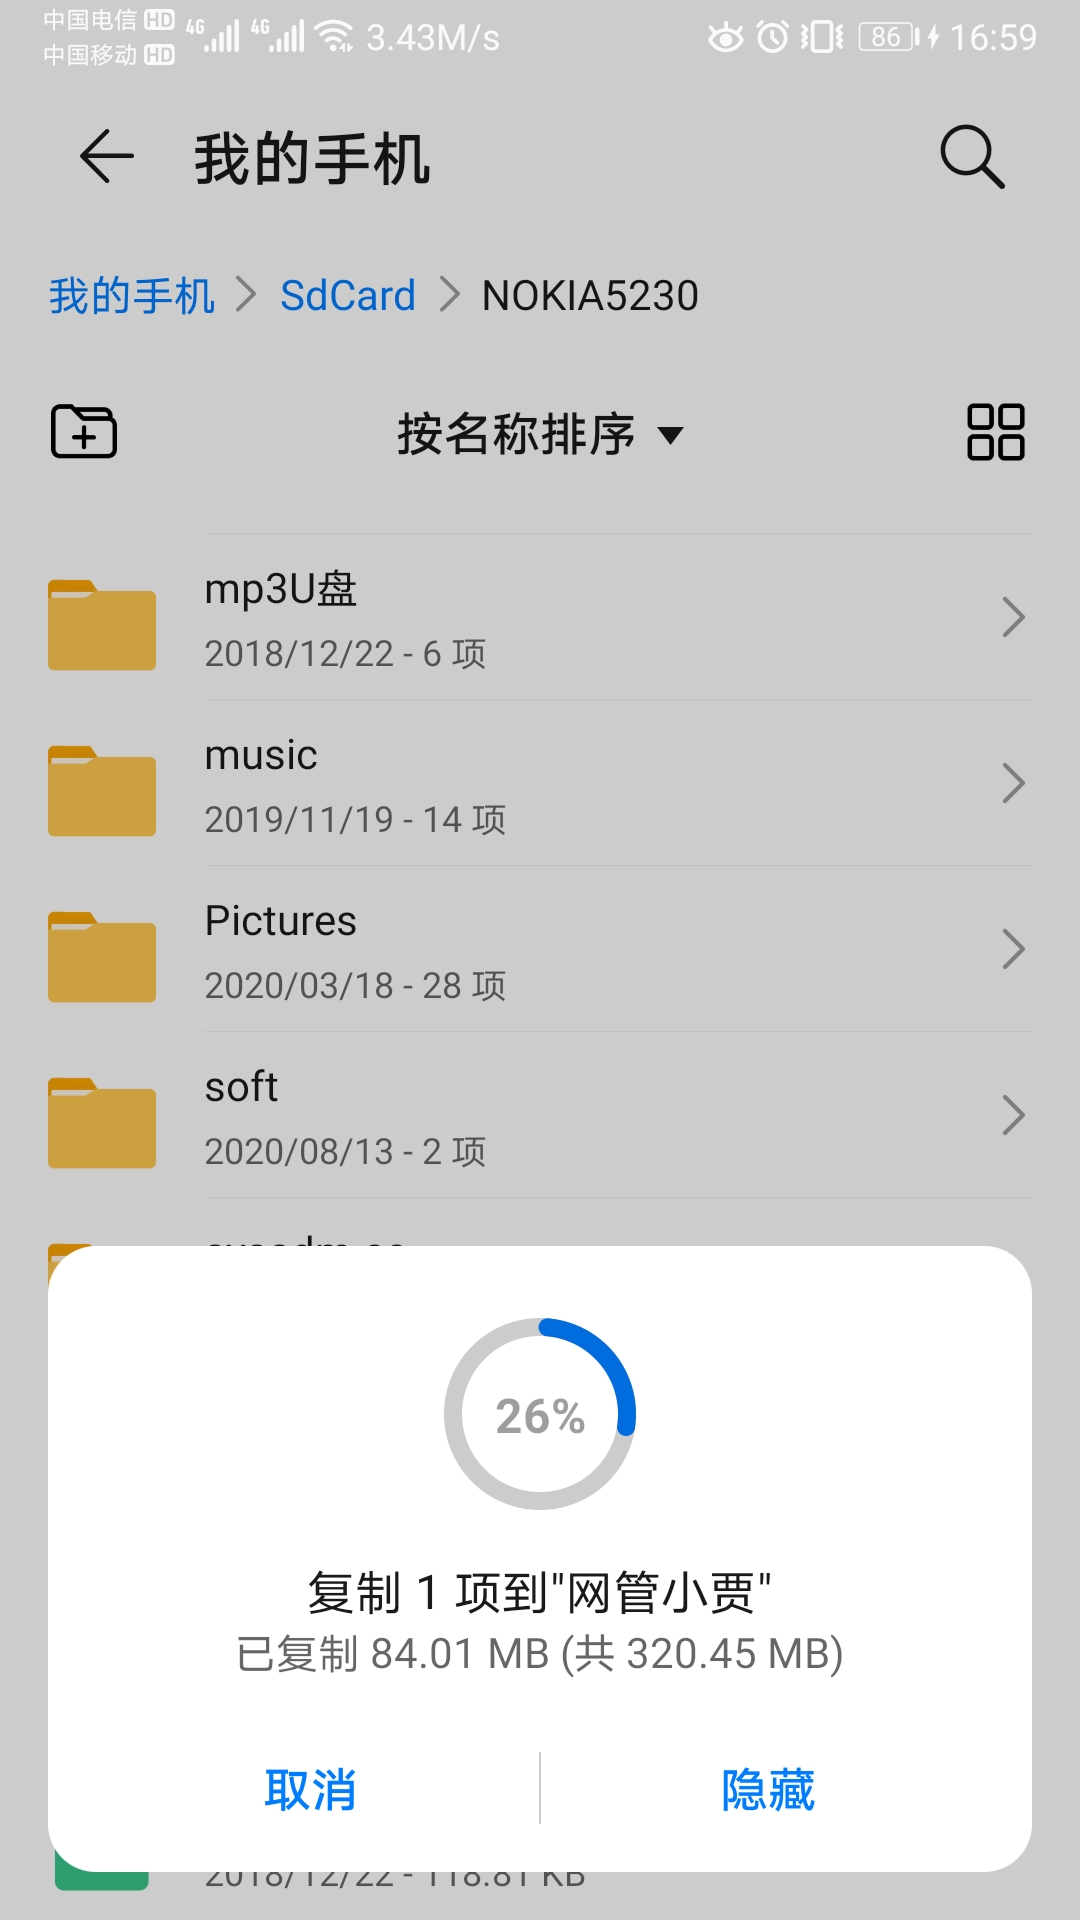 中国电信 HD 4G 4G 3.43M/s 86 16:59
中国移动 HD
我的手机
我的手机 SdCard NOKIA5230
按名称排序
mp3U盘
2018/12/22 - 6 项
music
2019/11/19 - 14 项
Pictures
2020/03/18 - 28 项
soft
2020/08/13 - 2 项
26%
复制 1 项到"网管小贾"
已复制 84.01 MB (共 320.45 MB)
取消 隐藏
2018/12/22 - 118.81 KB